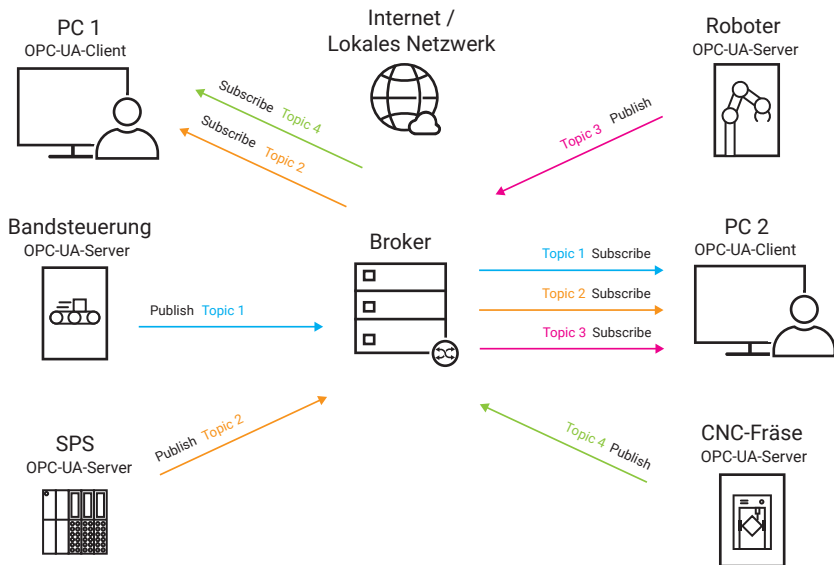 PC 1
OPC-UA-Client
Internet /
Lokales Netzwerk
Roboter
OPC-UA-Server
Subscribe Topic 4
Subscribe Topic 2
Topic 3 Publish
Bandsteuerung
OPC-UA-Server
Broker
PC 2
OPC-UA-Client
Publish Topic 1
Topic 1 Subscribe
Topic 2 Subscribe
Topic 3 Subscribe
SPS
OPC-UA-Server
Publish Topic 2
Topic 4 Publish
CNC-Fräse
OPC-UA-Server